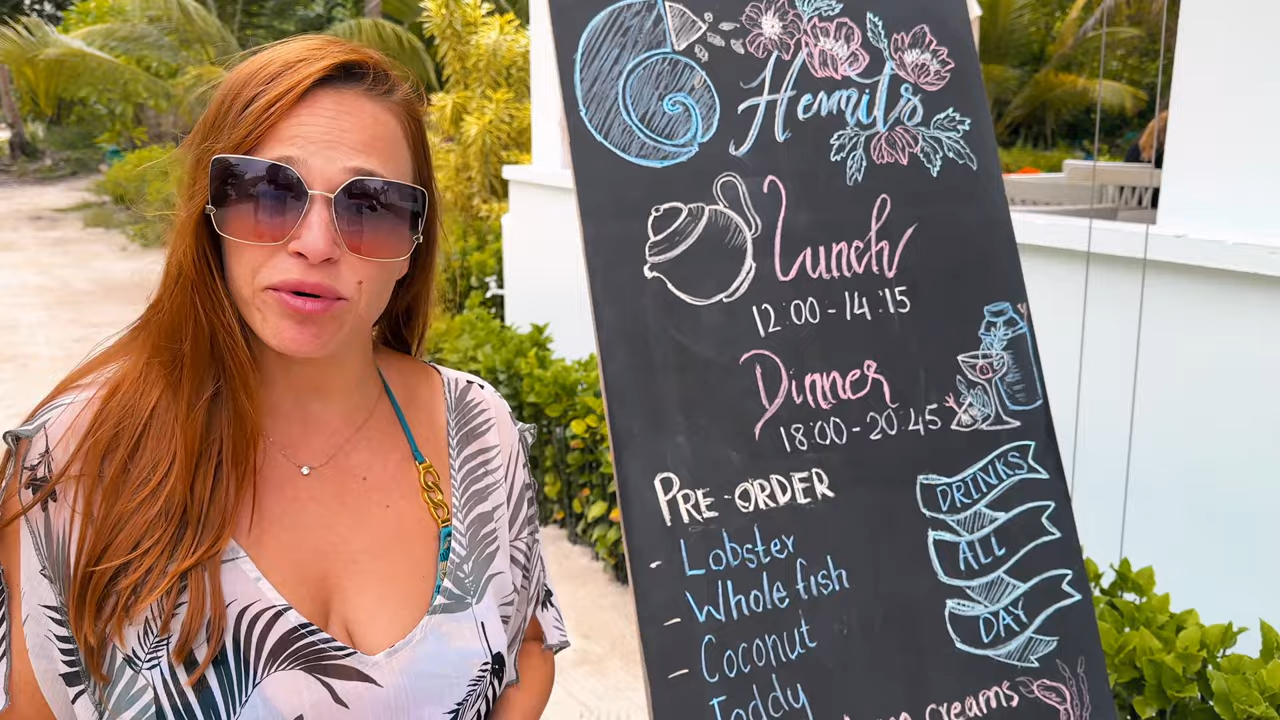 Hermits
Lunch
12:00-14:15
Dinner
18:00-20:45
PRE-ORDER
- Lobster
- Whole fish
- Coconut
Toddy
DRINKS
ALL
DAY
creams